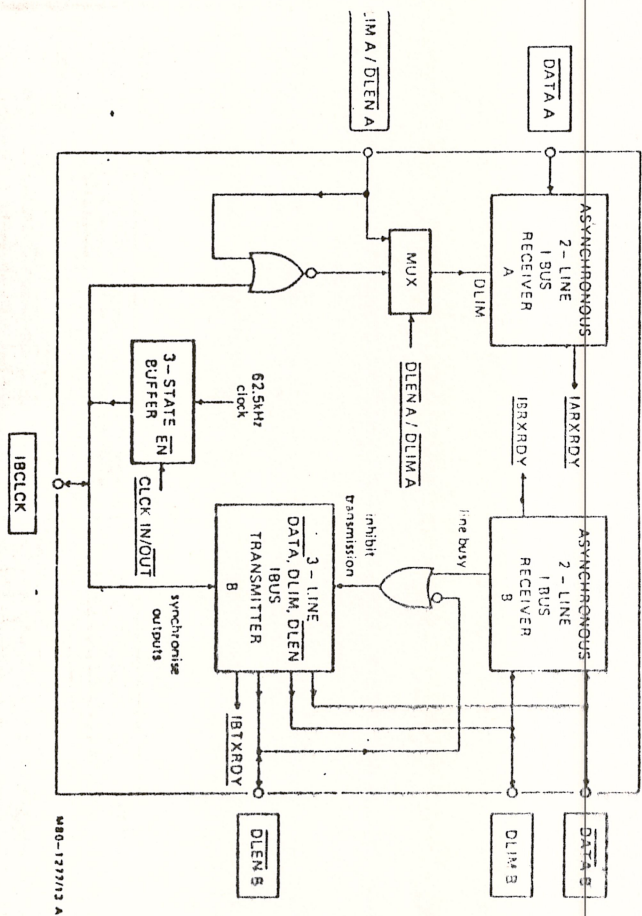 IM A / DLEN A
DATA A
ASYNCHRONOUS
2 - LINE
I BUS
RECEIVER
A
DLIM
MUX
DLEN A / DLIM A
IARXRDY
IBRXRDY
ASYNCHRONOUS
2 - LINE
I BUS
RECEIVER
B
line busy
inhibit
transmission
62.5kHz
clock
3 - STATE EN
BUFFER
CLCK IN/OUT
IBCLCK
3 - LINE
DATA, DLIM, DLEN
IBUS
TRANSMITTER
B
synchronise
outputs
IBTXRDY
DLEN B
DLIM B
DATA B
M80-1277/13 A